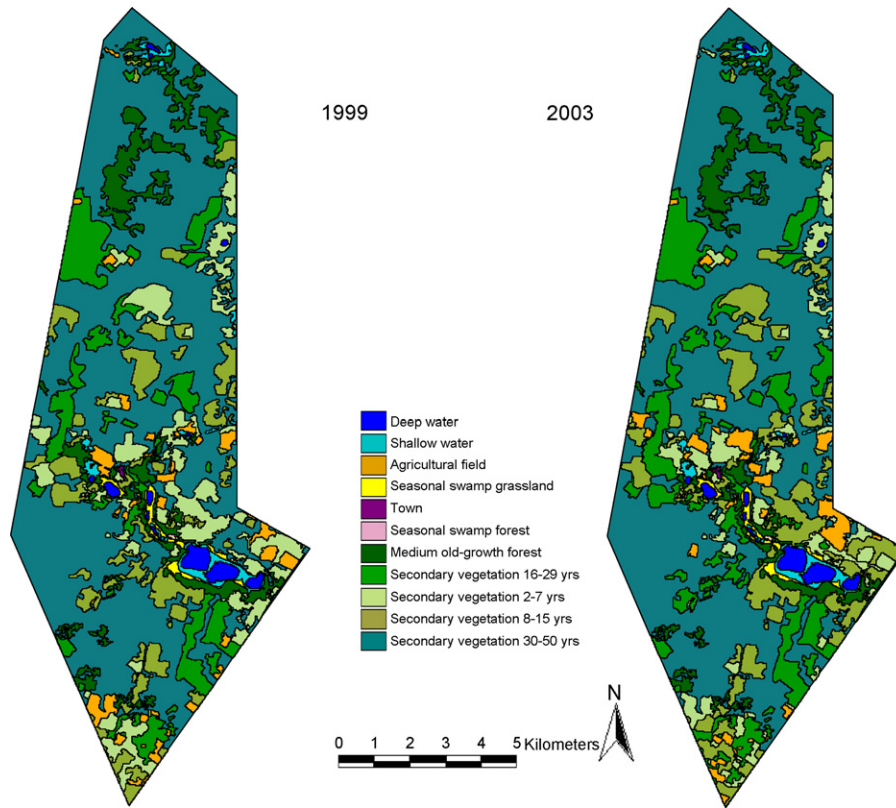 1999
2003
Deep water
Shallow water
Agricultural field
Seasonal swamp grassland
Town
Seasonal swamp forest
Medium old-growth forest
Secondary vegetation 16-29 yrs
Secondary vegetation 2-7 yrs
Secondary vegetation 8-15 yrs
Secondary vegetation 30-50 yrs
N
0 1 2 3 4 5 Kilometers